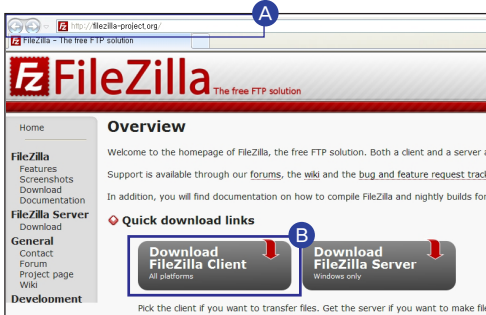 A
http://filezilla-project.org/
FileZilla - The free FTP solution
FileZilla The free FTP solution
Home
FileZilla
Features
Screenshots
Download
Documentation
FileZilla Server
Download
General
Contact
Forum
Project page
Wiki
Development
Overview
Welcome to the homepage of FileZilla, the free FTP solution. Both a client and a server a
Support is available through our forums, the wiki and the bug and feature request track
In addition, you will find documentation on how to compile FileZilla and nightly builds for
Quick download links
B
Download
FileZilla Client
All platforms
Download
FileZilla Server
Windows only
Pick the client if you want to transfer files. Get the server if you want to make file